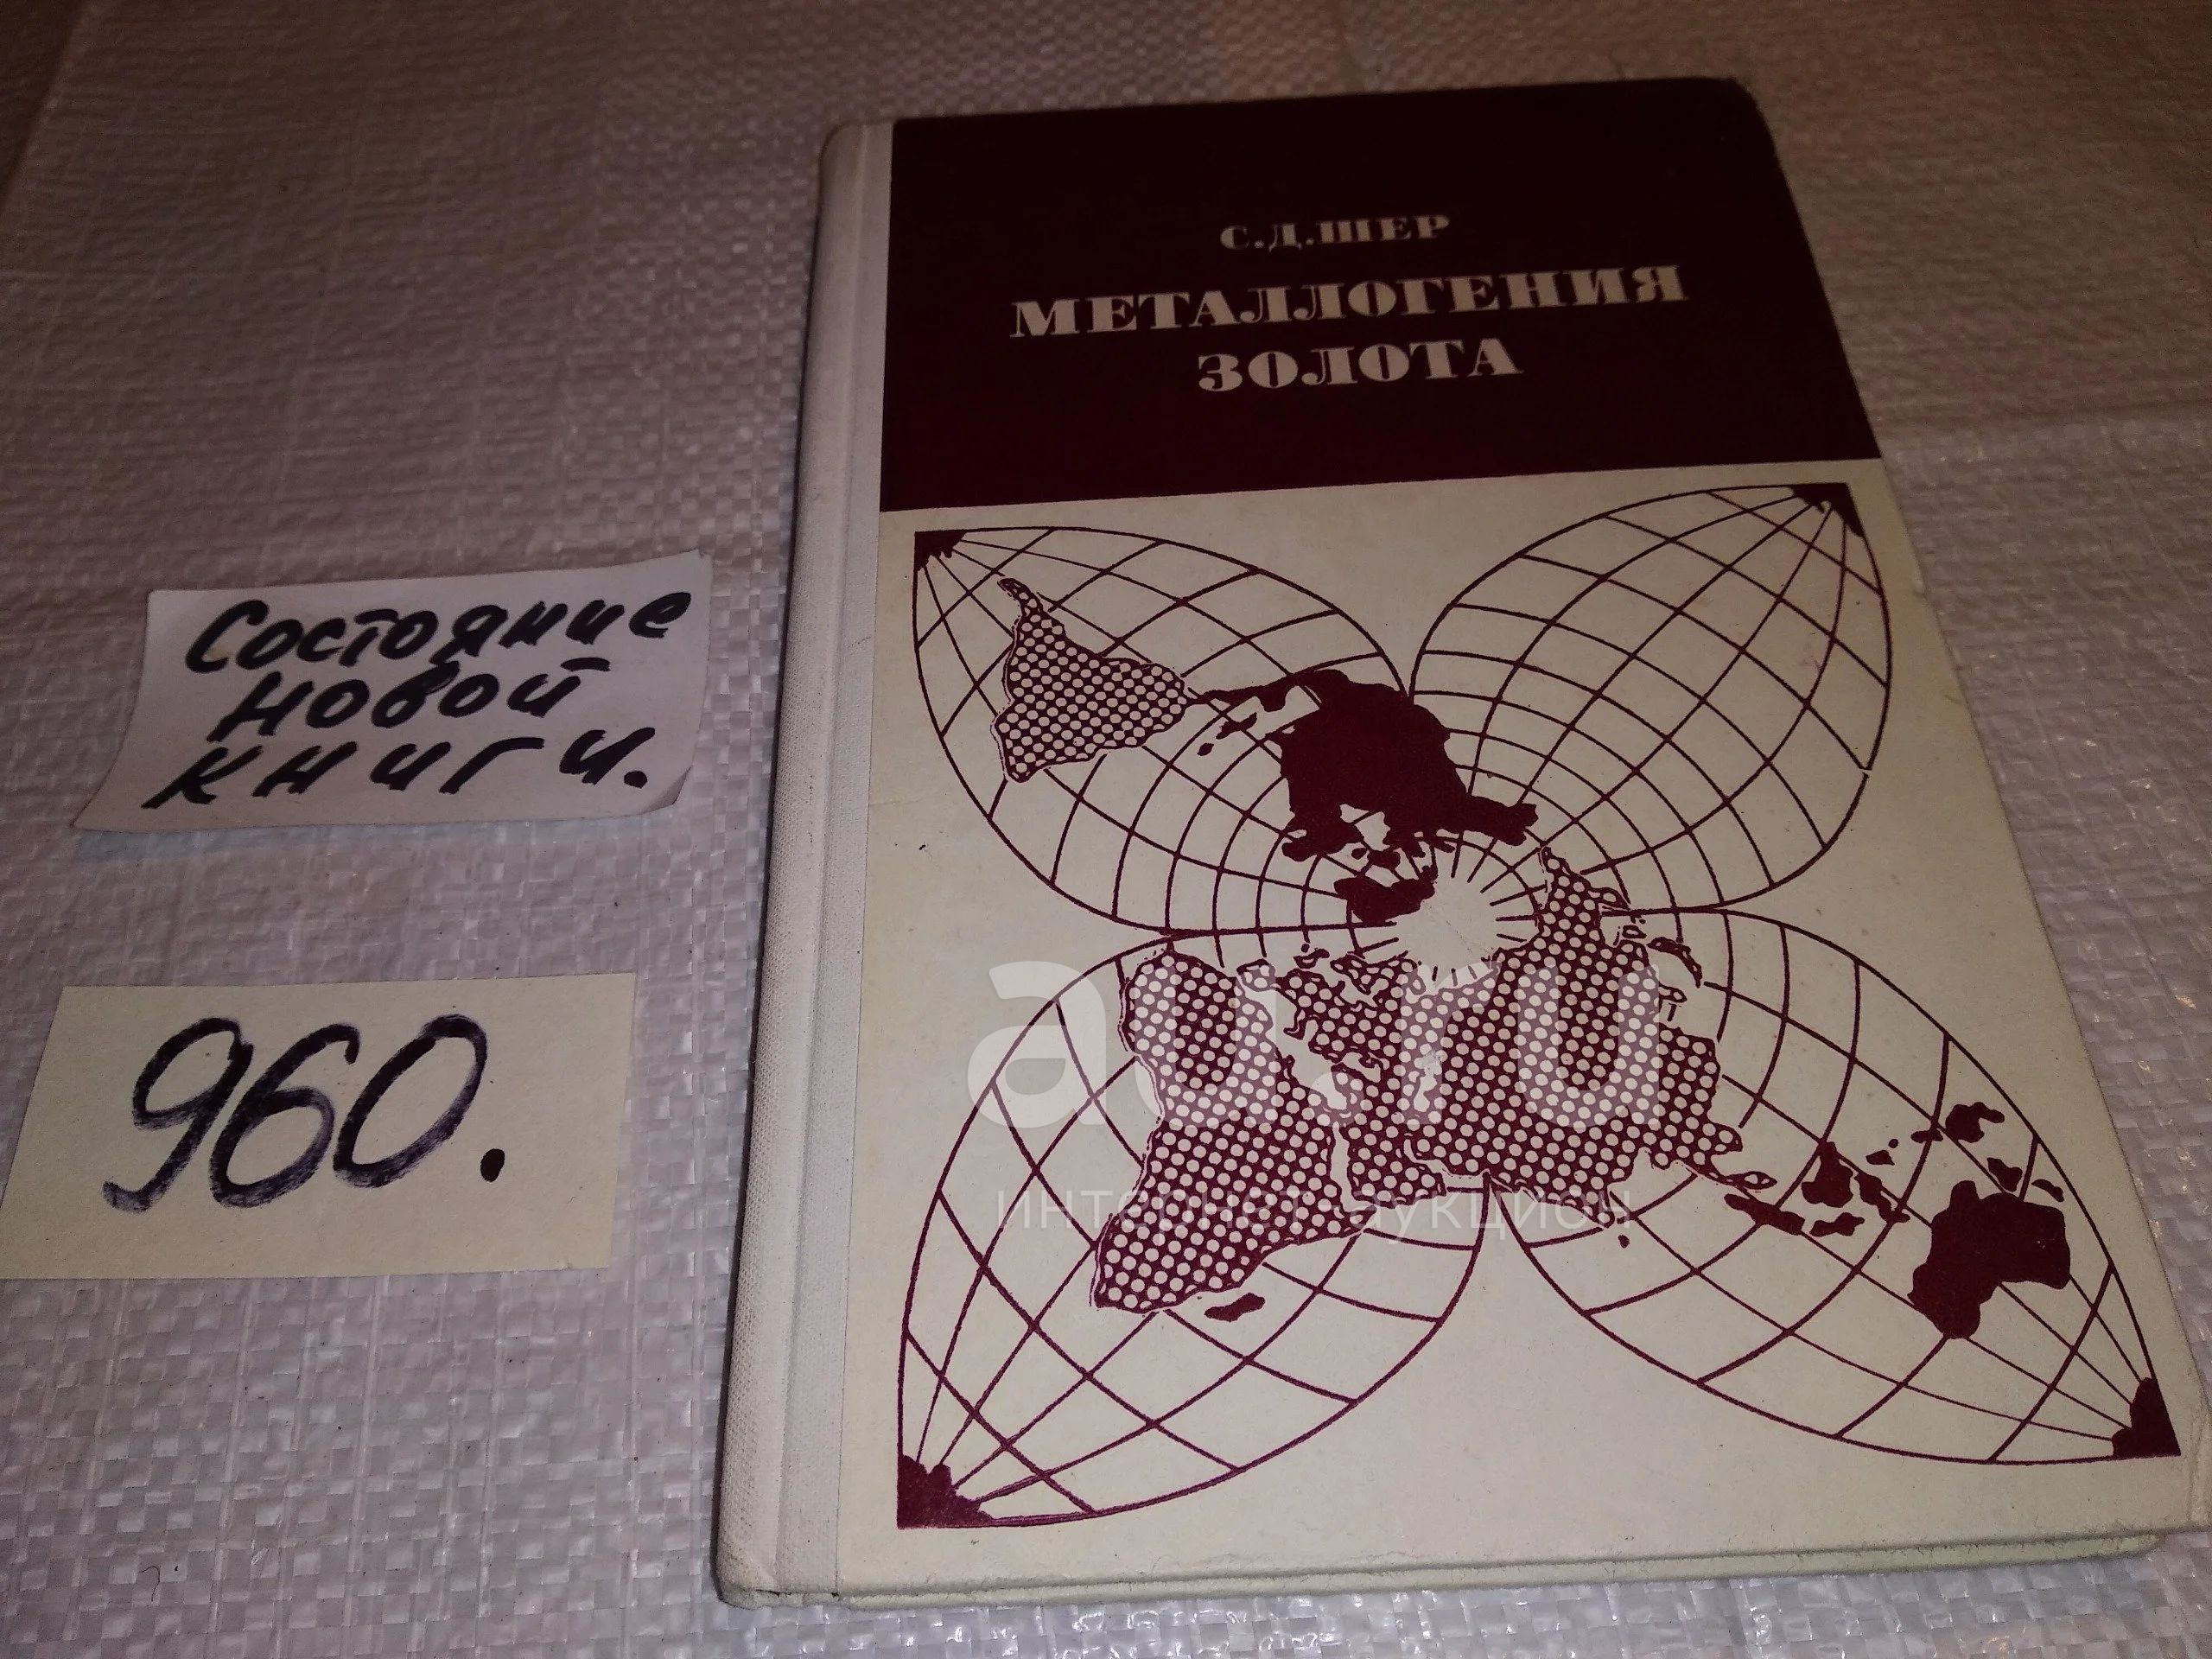 С.Д.ШЕР
МЕТАЛЛОГЕНИЯ
ЗОЛОТА
Состояние
новой
книги.
960.
au.ru
интернет-аукцион